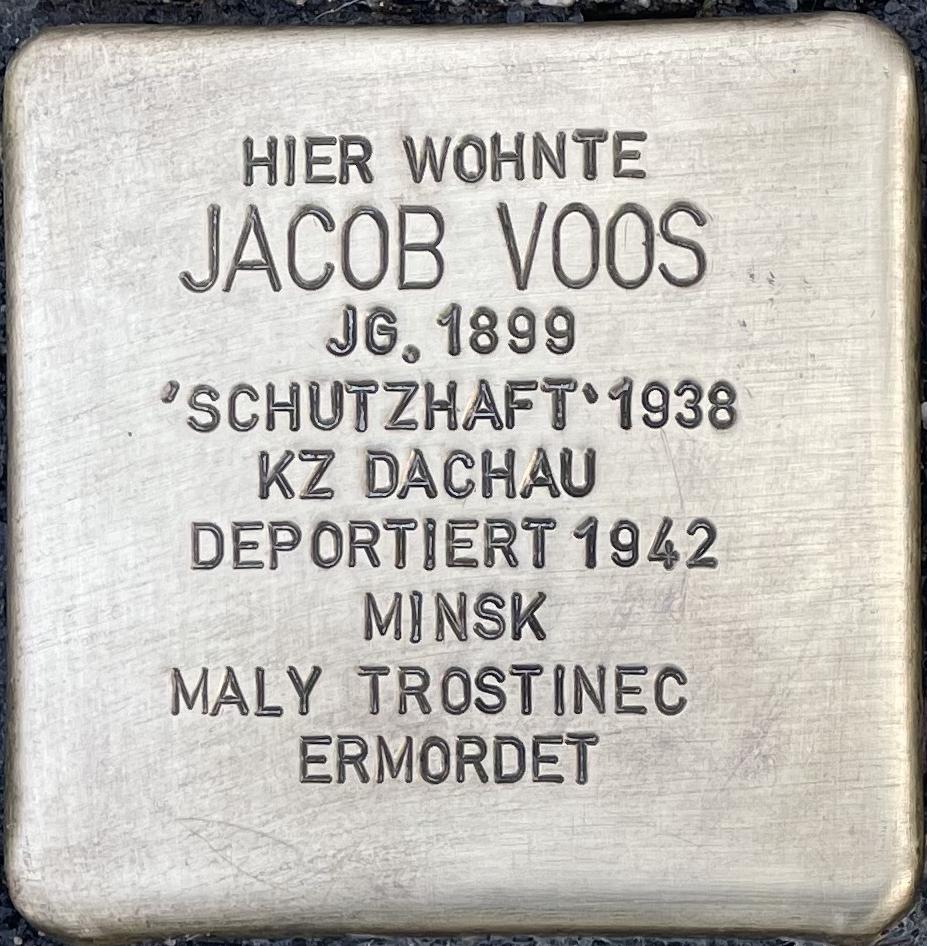 HIER WOHNTE
JACOB VOOS
JG. 1899
'SCHUTZHAFT' 1938
KZ DACHAU
DEPORTIERT 1942
MINSK
MALY TROSTINEC
ERMORDET